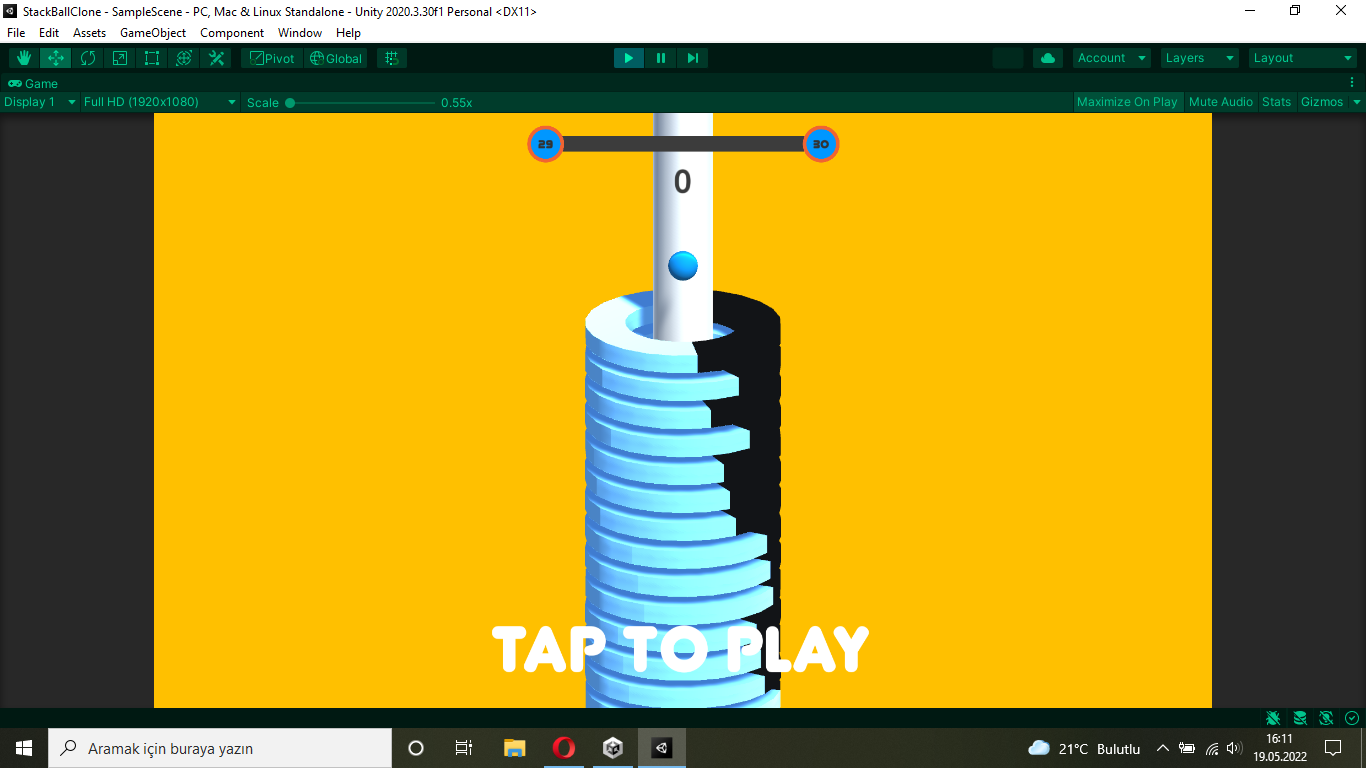 StackBallClone - SampleScene - PC, Mac & Linux Standalone - Unity 2020.3.30f1 Personal <DX11>
File Edit Assets GameObject Component Window Help
Pivot Global Account Layers Layout
Game
Display 1 Full HD (1920x1080) Scale 0.55x Maximize On Play Mute Audio Stats Gizmos
29 30
0
TAP TO PLAY
Aramak için buraya yazın 21°C Bulutlu 16:11
19.05.2022